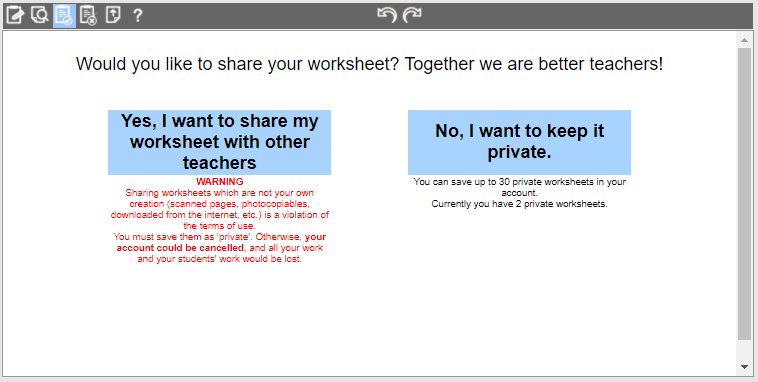 ?
Would you like to share your worksheet? Together we are better teachers!
Yes, I want to share my
worksheet with other
teachers
WARNING
Sharing worksheets which are not your own
creation (scanned pages, photocopiables,
downloaded from the internet, etc.) is a violation of
the terms of use.
You must save them as 'private'. Otherwise, your
account could be cancelled, and all your work
and your students' work would be lost.
No, I want to keep it
private.
You can save up to 30 private worksheets in your
account.
Currently you have 2 private worksheets.